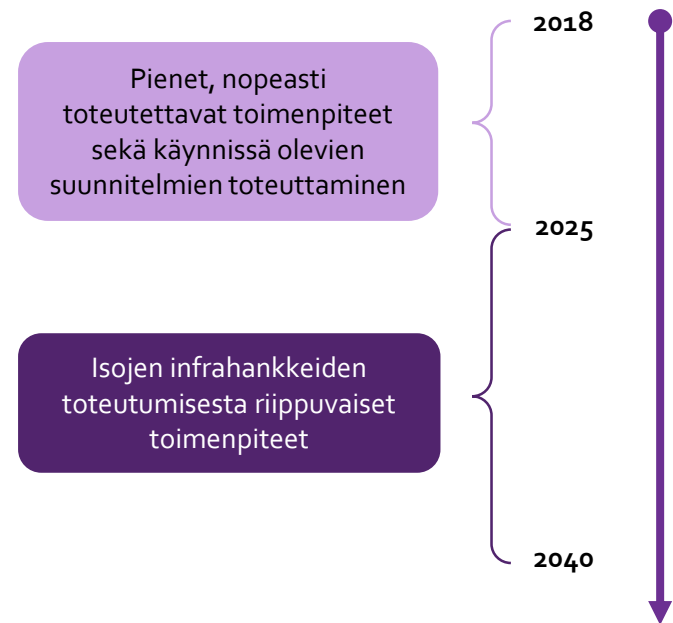 2018
Pienet, nopeasti
toteutettavat toimenpiteet
sekä käynnissä olevien
suunnitelmien toteuttaminen
2025
Isojen infrahankkeiden
toteutumisesta riippuvaiset
toimenpiteet
2040